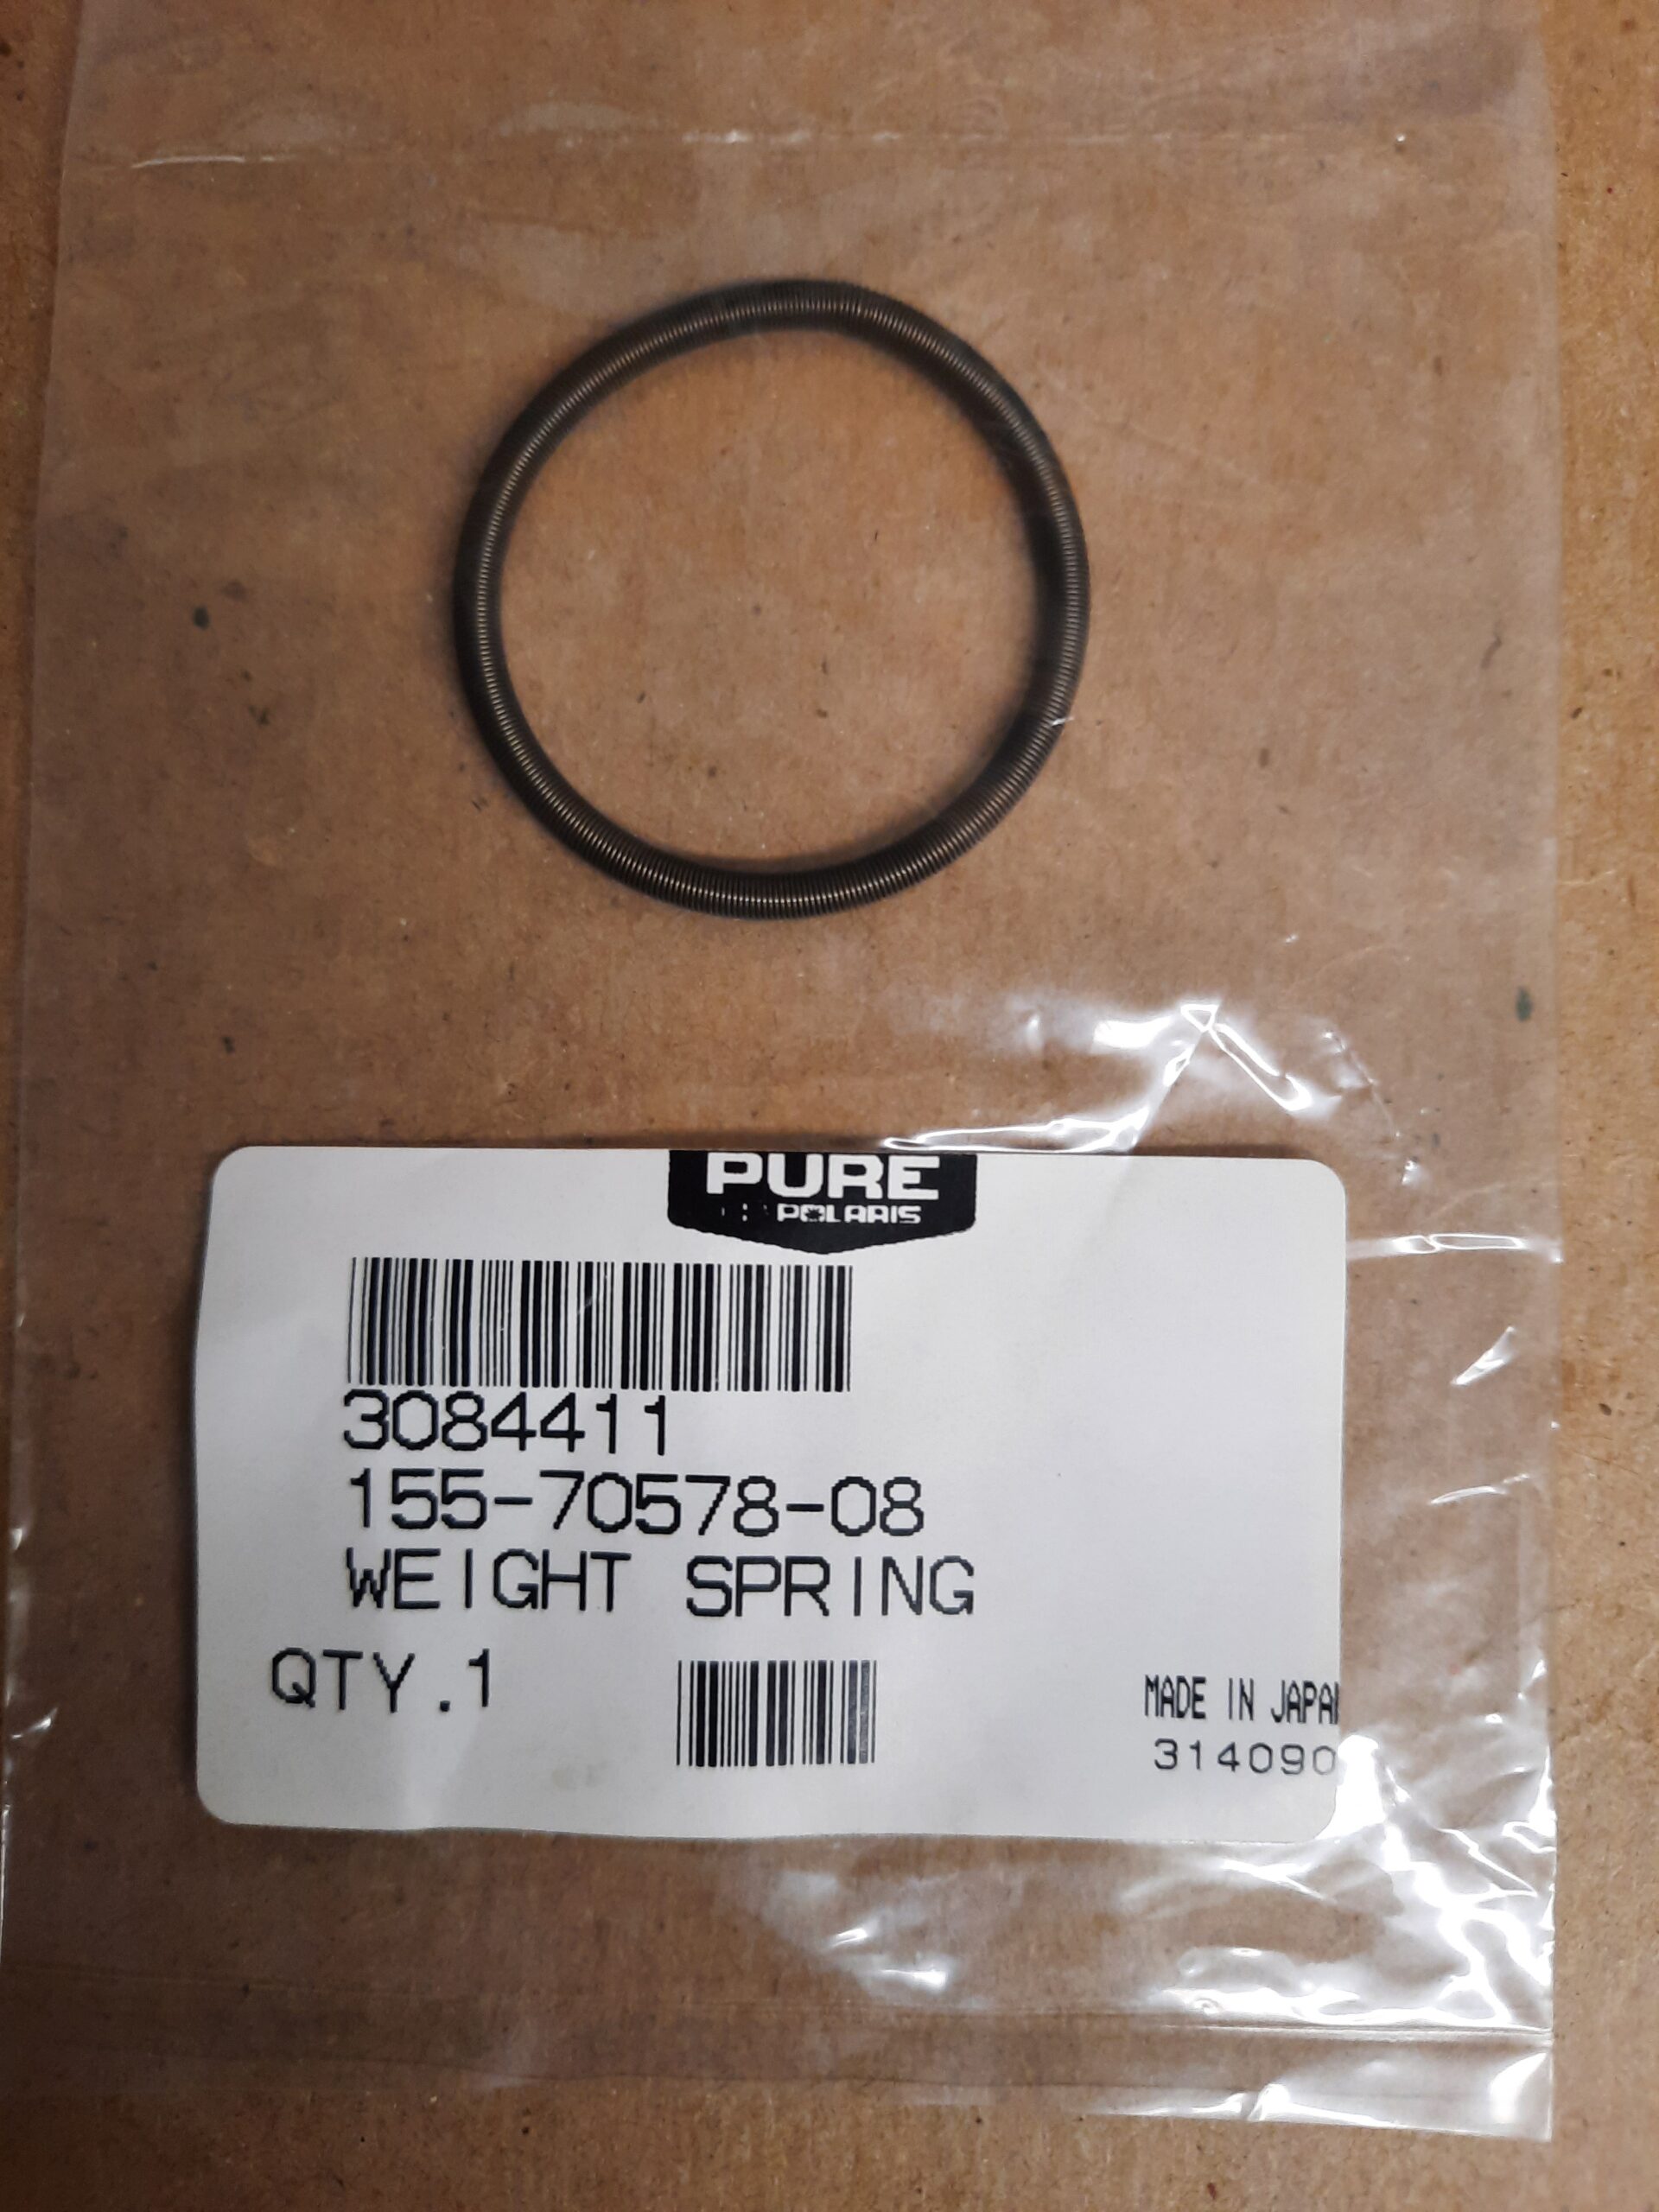 PURE
POLARIS
3084411
155-70578-08
WEIGHT SPRING
QTY.1
MADE IN JAPAN
314090